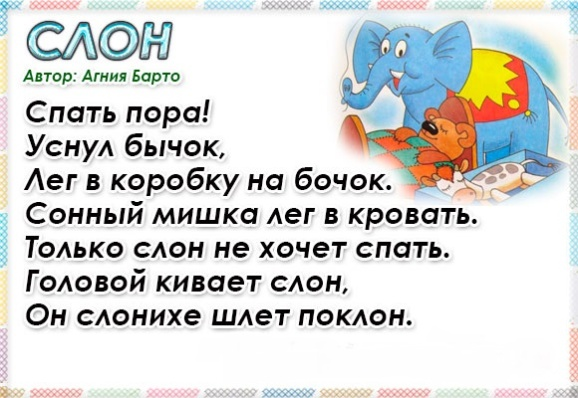 СЛОН
Автор: Агния Барто
Спать пора!
Уснул бычок,
Лег в коробку на бочок.
Сонный мишка лег в кровать.
Только слон не хочет спать.
Головой кивает слон,
Он слонихе шлет поклон.